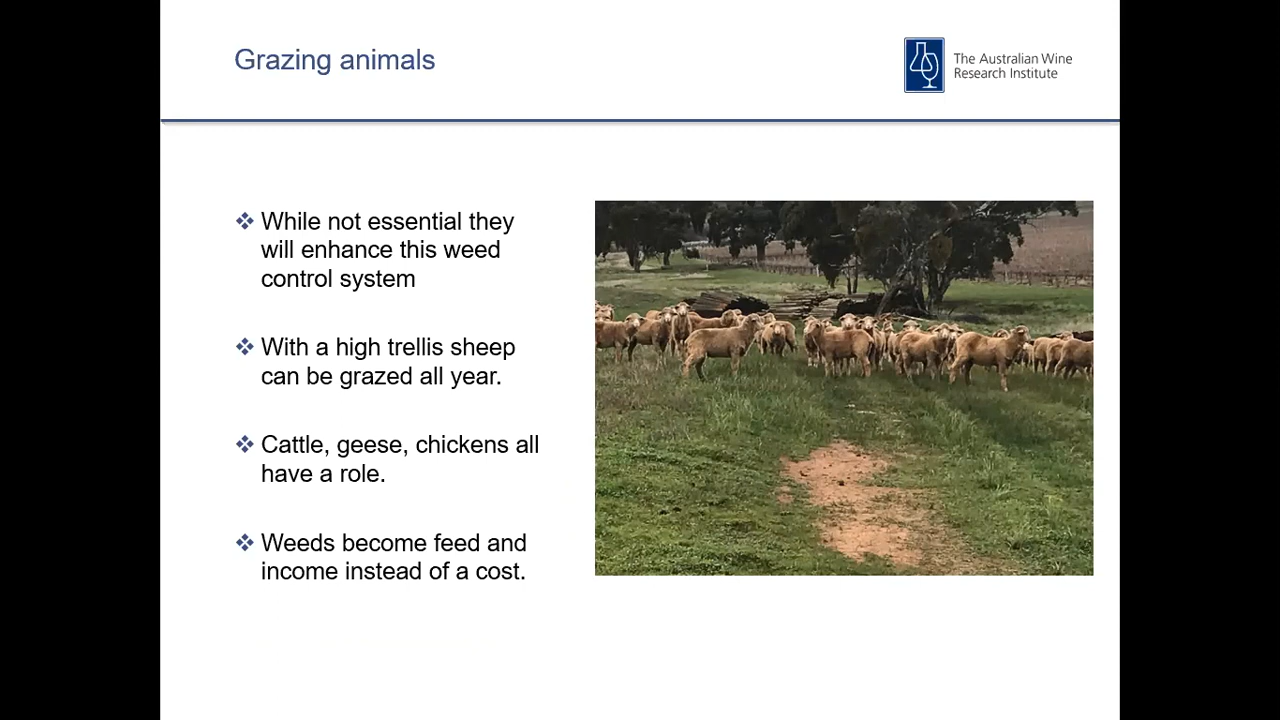 Grazing animals
The Australian Wine
Research Institute
While not essential they
will enhance this weed
control system
With a high trellis sheep
can be grazed all year.
Cattle, geese, chickens all
have a role.
Weeds become feed and
income instead of a cost.